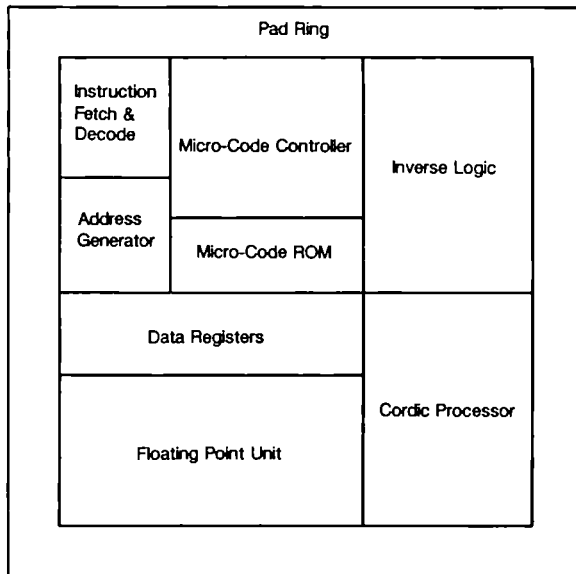 Pad Ring
Instruction
Fetch &
Decode
Micro-Code Controller
Inverse Logic
Address
Generator
Micro-Code ROM
Data Registers
Cordic Processor
Floating Point Unit